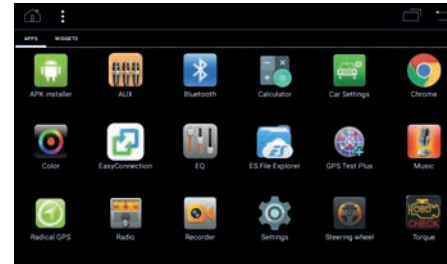 APPS WIDGETS
APK installer AUX Bluetooth Calculator Car Settings Chrome
Color EasyConnection EQ ES File Explorer GPS Test Plus Music
Radical GPS Radio Recorder Settings Steering wheel Torque
CHECK